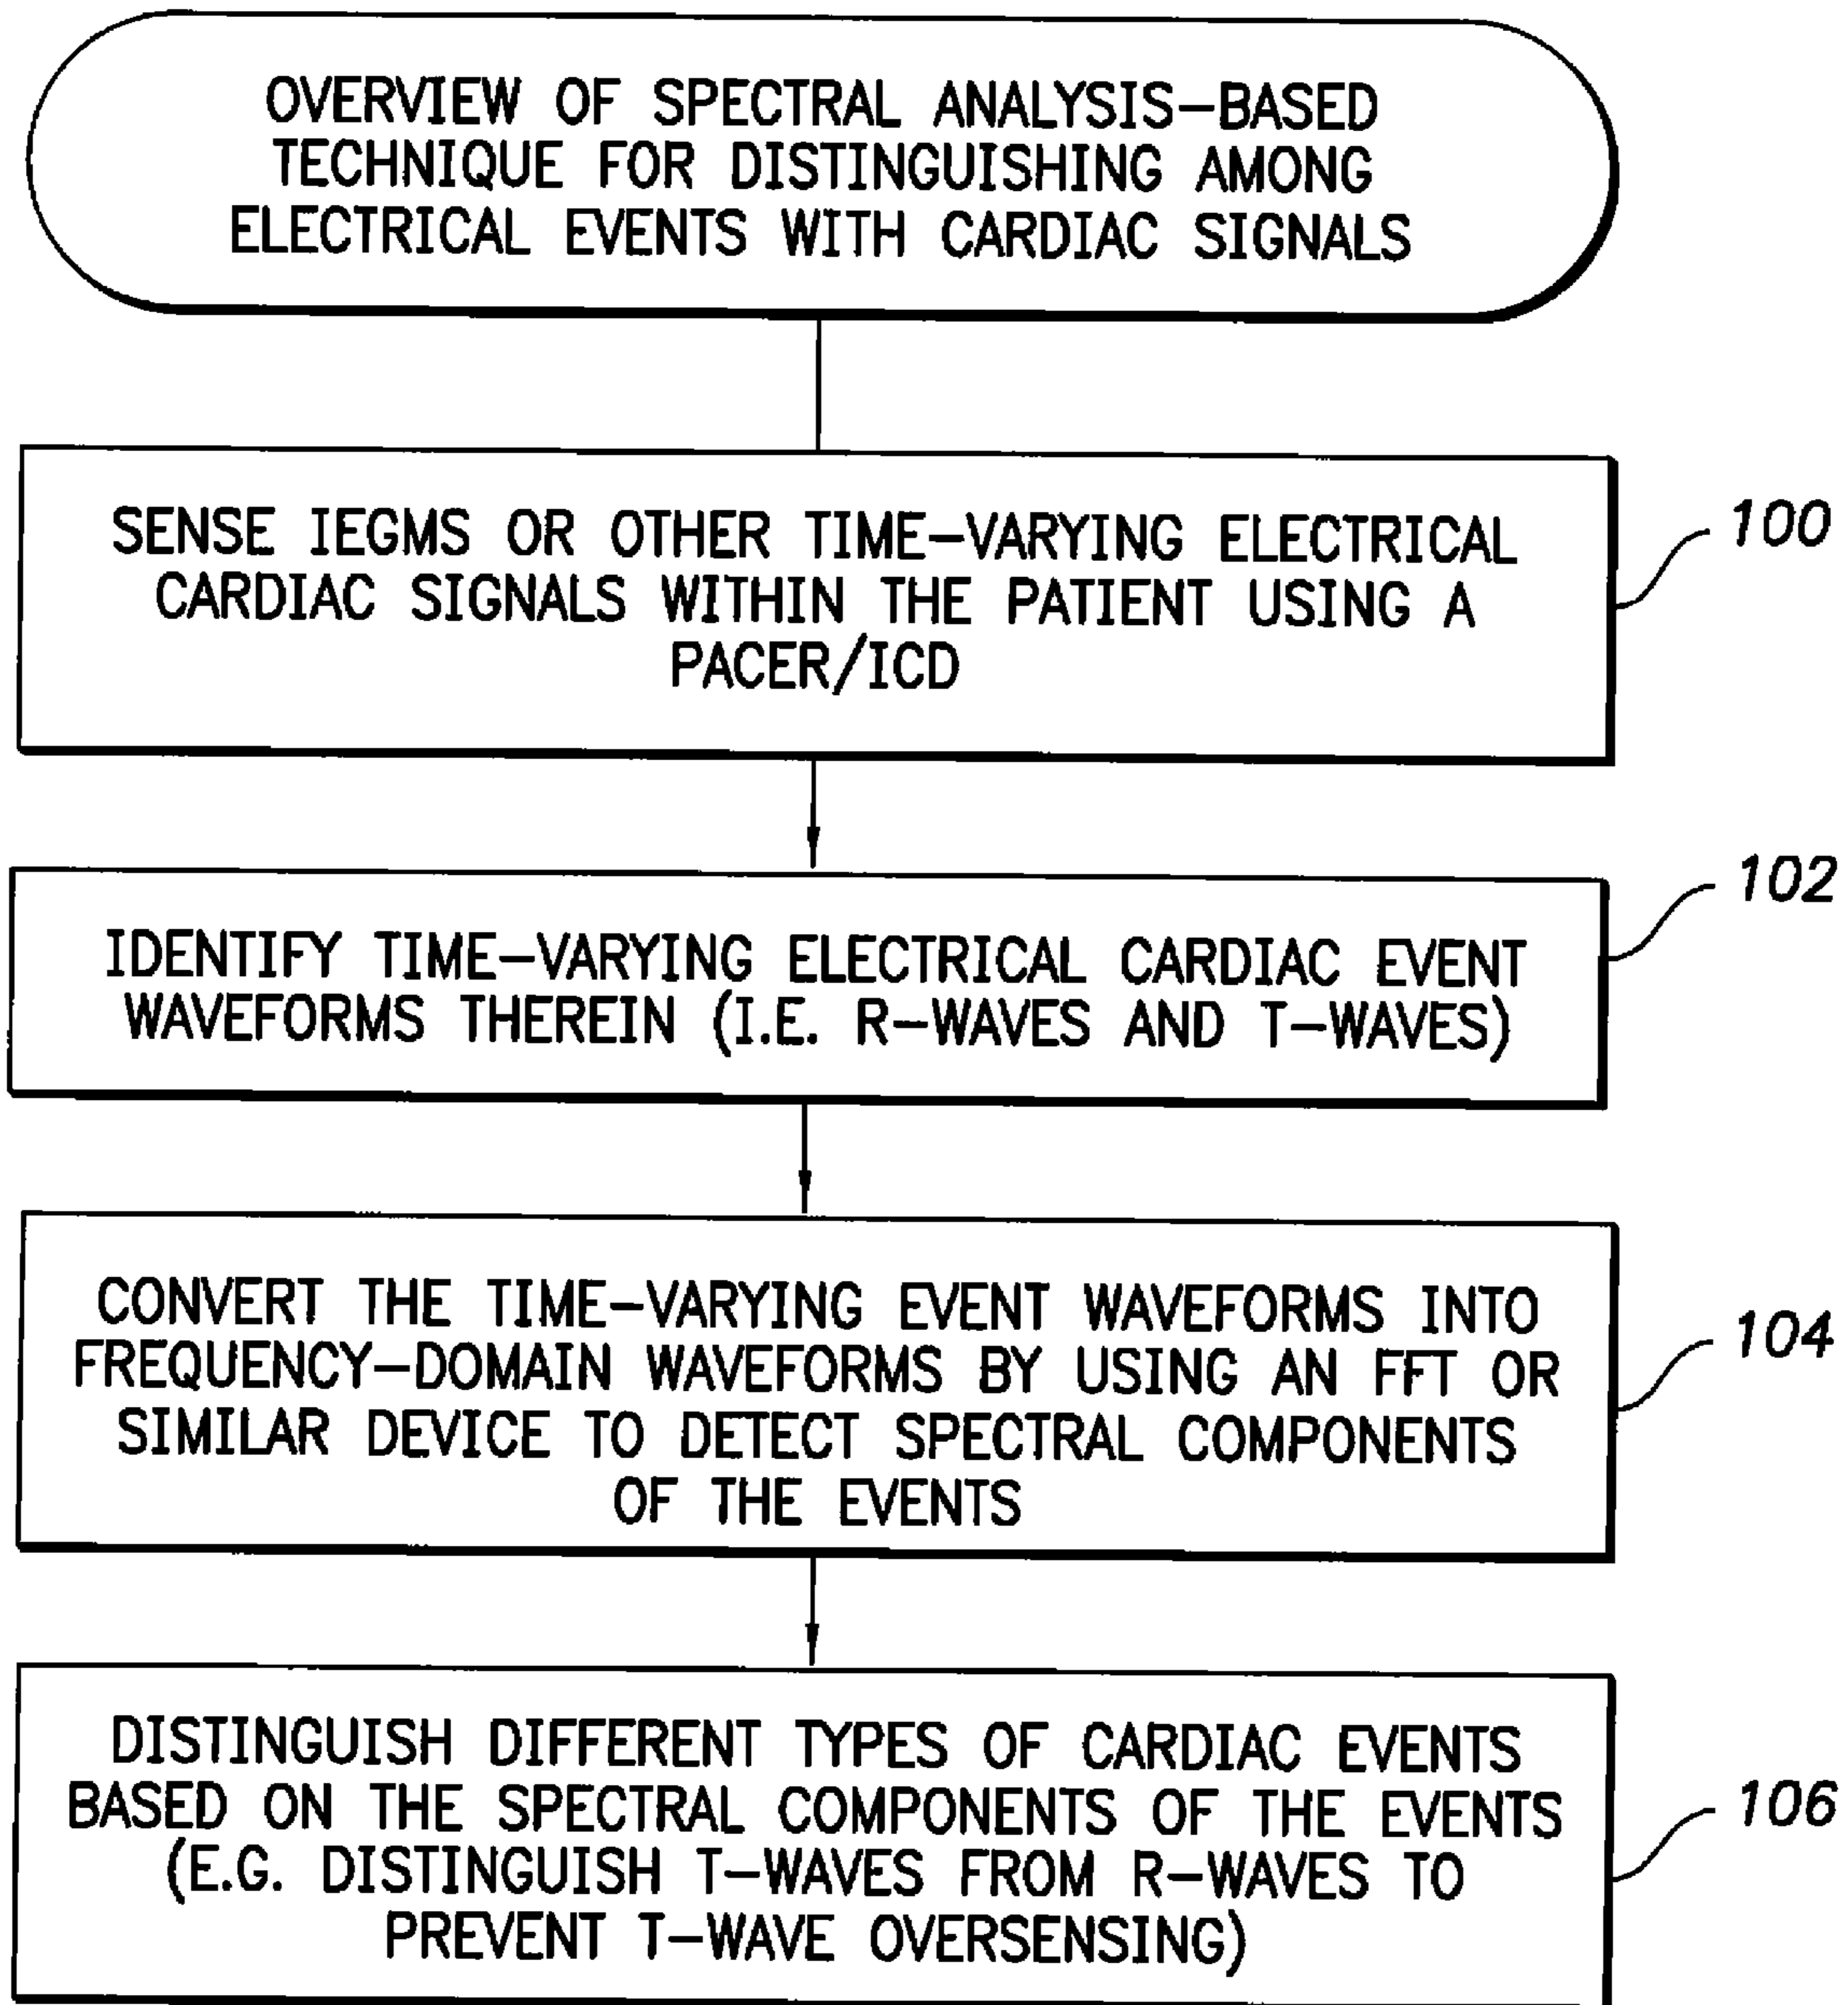 OVERVIEW OF SPECTRAL ANALYSIS-BASED
TECHNIQUE FOR DISTINGUISHING AMONG
ELECTRICAL EVENTS WITH CARDIAC SIGNALS
SENSE IEGMS OR OTHER TIME-VARYING ELECTRICAL
CARDIAC SIGNALS WITHIN THE PATIENT USING A
PACER/ICD
100
IDENTIFY TIME-VARYING ELECTRICAL CARDIAC EVENT
WAVEFORMS THEREIN (I.E. R-WAVES AND T-WAVES)
102
CONVERT THE TIME-VARYING EVENT WAVEFORMS INTO
FREQUENCY-DOMAIN WAVEFORMS BY USING AN FFT OR
SIMILAR DEVICE TO DETECT SPECTRAL COMPONENTS
OF THE EVENTS
104
DISTINGUISH DIFFERENT TYPES OF CARDIAC EVENTS
BASED ON THE SPECTRAL COMPONENTS OF THE EVENTS
(E.G. DISTINGUISH T-WAVES FROM R-WAVES TO
PREVENT T-WAVE OVERSENSING)
106